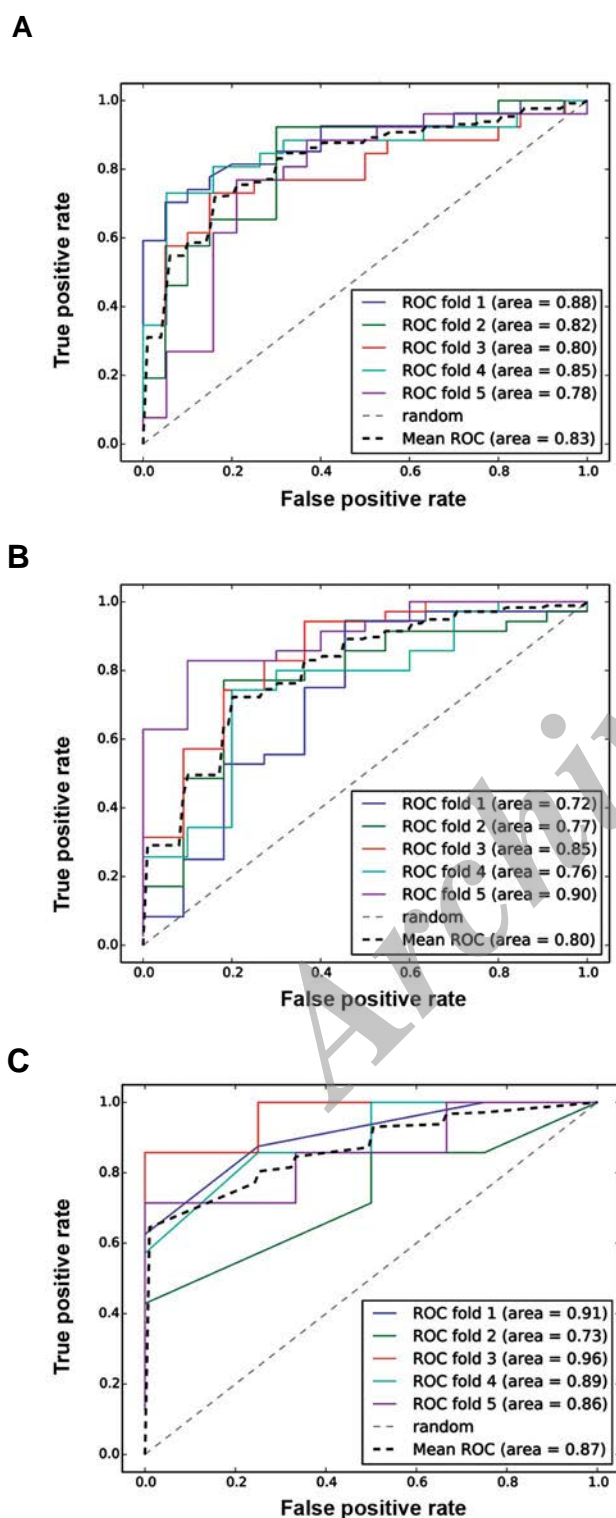 A
1.0
0.8
0.6
0.4
0.2
0.0
True positive rate
ROC fold 1 (area = 0.88)
ROC fold 2 (area = 0.82)
ROC fold 3 (area = 0.80)
ROC fold 4 (area = 0.85)
ROC fold 5 (area = 0.78)
random
Mean ROC (area = 0.83)
0.0 0.2 0.4 0.6 0.8 1.0
False positive rate
B
1.0
0.8
0.6
0.4
0.2
0.0
True positive rate
ROC fold 1 (area = 0.72)
ROC fold 2 (area = 0.77)
ROC fold 3 (area = 0.85)
ROC fold 4 (area = 0.76)
ROC fold 5 (area = 0.90)
random
Mean ROC (area = 0.80)
0.0 0.2 0.4 0.6 0.8 1.0
False positive rate
C
1.0
0.8
0.6
0.4
0.2
0.0
True positive rate
ROC fold 1 (area = 0.91)
ROC fold 2 (area = 0.73)
ROC fold 3 (area = 0.96)
ROC fold 4 (area = 0.89)
ROC fold 5 (area = 0.86)
random
Mean ROC (area = 0.87)
0.0 0.2 0.4 0.6 0.8 1.0
False positive rate